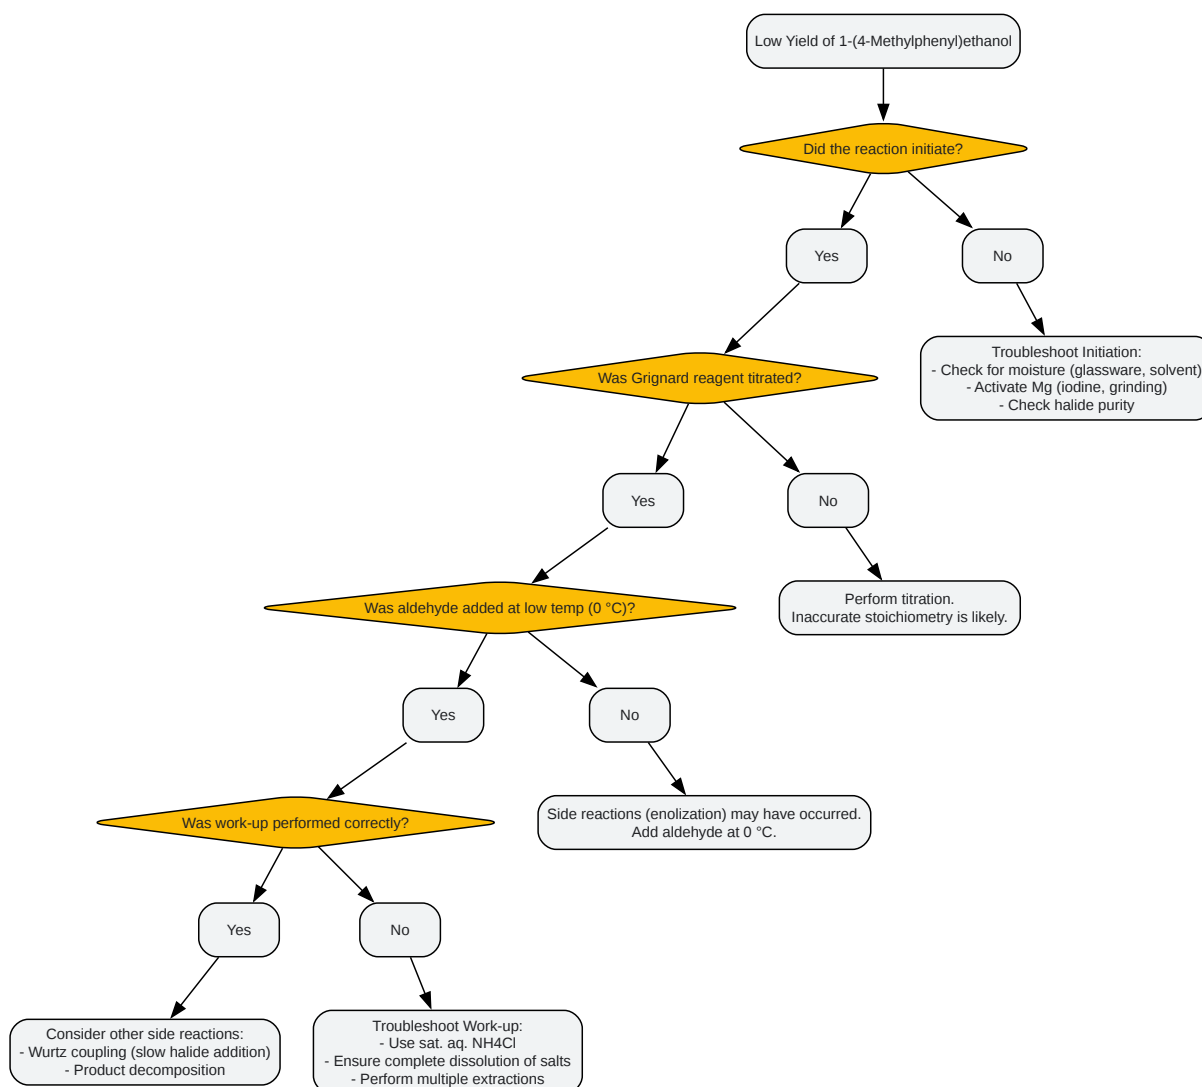 Low Yield of 1-(4-Methylphenyl)ethanol
Did the reaction initiate?
Yes
No
Troubleshoot Initiation:
- Check for moisture (glassware, solvent)
- Activate Mg (iodine, grinding)
- Check halide purity
Was Grignard reagent titrated?
Yes
No
Perform titration.
Inaccurate stoichiometry is likely.
Was aldehyde added at low temp (0 °C)?
Yes
No
Side reactions (enolization) may have occurred.
Add aldehyde at 0 °C.
Was work-up performed correctly?
Yes
No
Consider other side reactions:
- Wurtz coupling (slow halide addition)
- Product decomposition
Troubleshoot Work-up:
- Use sat. aq. NH4Cl
- Ensure complete dissolution of salts
- Perform multiple extractions